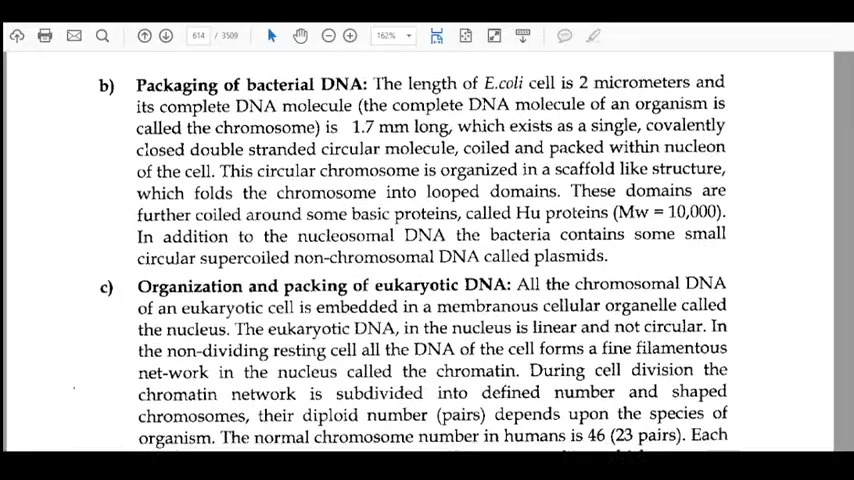 614 / 3509
162%
b) Packaging of bacterial DNA: The length of E.coli cell is 2 micrometers and
its complete DNA molecule (the complete DNA molecule of an organism is
called the chromosome) is 1.7 mm long, which exists as a single, covalently
closed double stranded circular molecule, coiled and packed within nucleon
of the cell. This circular chromosome is organized in a scaffold like structure,
which folds the chromosome into looped domains. These domains are
further coiled around some basic proteins, called Hu proteins (Mw = 10,000).
In addition to the nucleosomal DNA the bacteria contains some small
circular supercoiled non-chromosomal DNA called plasmids.
c) Organization and packing of eukaryotic DNA: All the chromosomal DNA
of an eukaryotic cell is embedded in a membranous cellular organelle called
the nucleus. The eukaryotic DNA, in the nucleus is linear and not circular. In
the non-dividing resting cell all the DNA of the cell forms a fine filamentous
net-work in the nucleus called the chromatin. During cell division the
chromatin network is subdivided into defined number and shaped
chromosomes, their diploid number (pairs) depends upon the species of
organism. The normal chromosome number in humans is 46 (23 pairs). Each